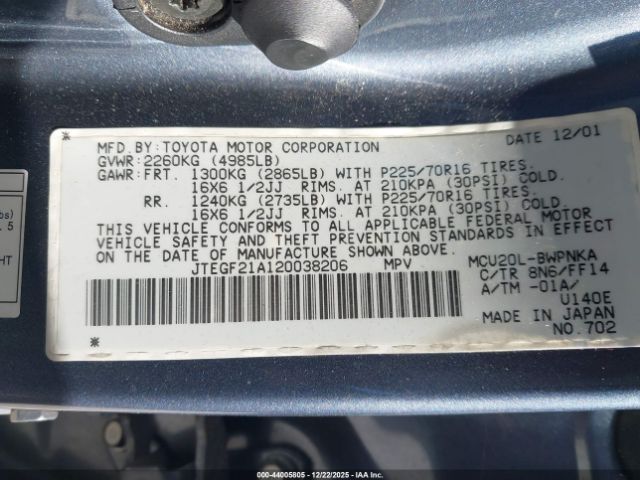 MFD. BY: TOYOTA MOTOR CORPORATION DATE 12/01
GVWR: 2260KG (4985LB)
GAWR: FRT. 1300KG (2865LB) WITH P225/70R16 TIRES.
16X6 1/2JJ RIMS. AT 210KPA (30PSI) COLD.
RR. 1240KG (2735LB) WITH P225/70R16 TIRES.
16X6 1/2JJ RIMS. AT 210KPA (30PSI) COLD.
THIS VEHICLE CONFORMS TO ALL APPLICABLE FEDERAL MOTOR
VEHICLE SAFETY AND THEFT PREVENTION STANDARDS IN EFFECT
ON THE DATE OF MANUFACTURE SHOWN ABOVE.
JTEGF21A120038206 MPV MCU20L-BWPNKA
C/TR 8N6/FF14
A/TM -01A/
U140E
MADE IN JAPAN
NO. 702
* *
bs)
5
HT
000-44005805 - 12/22/2025 - Copart